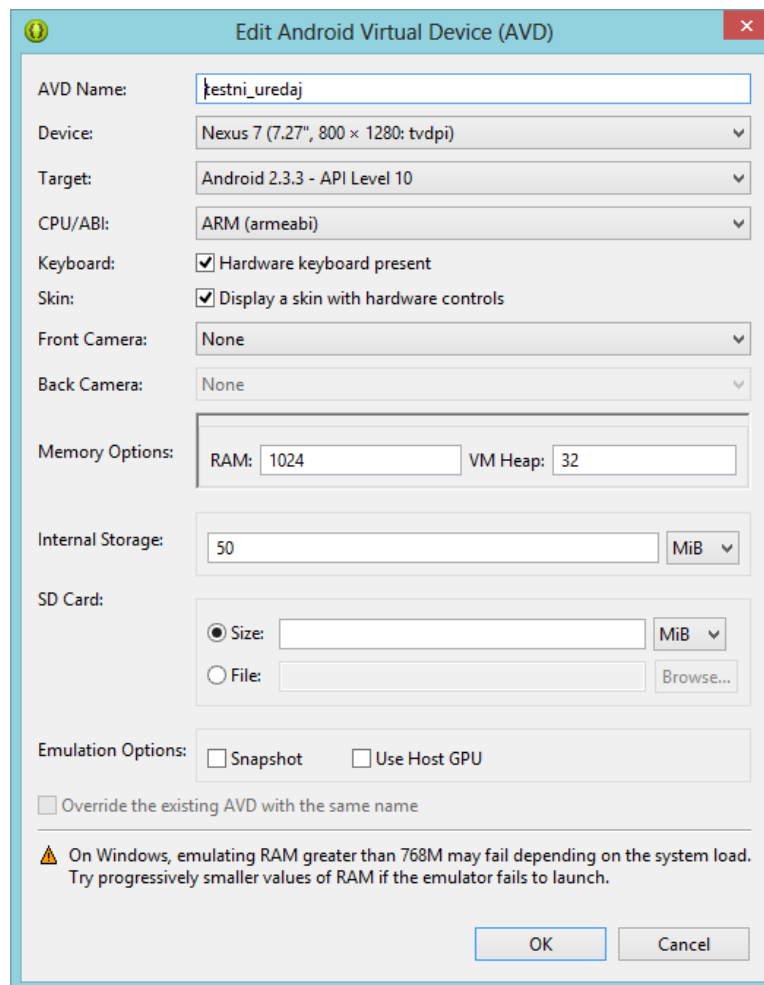 Edit Android Virtual Device (AVD)
AVD Name: testni_uredaj
Device: Nexus 7 (7.27", 800 × 1280: tvdpi)
Target: Android 2.3.3 - API Level 10
CPU/ABI: ARM (armeabi)
Keyboard: Hardware keyboard present
Skin: Display a skin with hardware controls
Front Camera: None
Back Camera: None
Memory Options: RAM: 1024 VM Heap: 32
Internal Storage: 50 MiB
SD Card:
Size: MiB
File: Browse...
Emulation Options: Snapshot Use Host GPU
Override the existing AVD with the same name
On Windows, emulating RAM greater than 768M may fail depending on the system load.
Try progressively smaller values of RAM if the emulator fails to launch.
OK Cancel